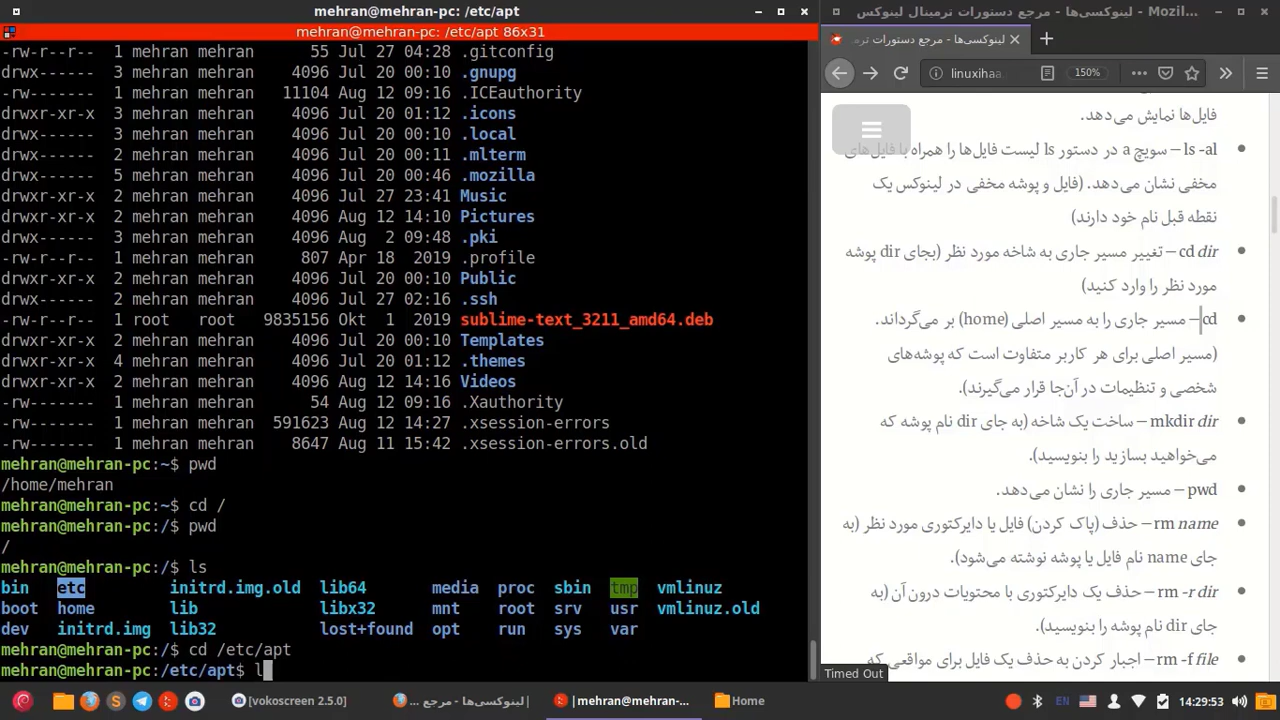 mehran@mehran-pc: /etc/apt
mehran@mehran-pc: /etc/apt 86x31
-rw-r--r-- 1 mehran mehran 55 Jul 27 04:28 .gitconfig
drwx------ 3 mehran mehran 4096 Jul 20 00:10 .gnupg
-rw------- 1 mehran mehran 11104 Aug 12 09:16 .ICEauthority
drwxr-xr-x 3 mehran mehran 4096 Jul 20 01:12 .icons
drwx------ 3 mehran mehran 4096 Jul 20 00:10 .local
drwxr-xr-x 2 mehran mehran 4096 Jul 20 00:11 .mlterm
drwx------ 5 mehran mehran 4096 Jul 20 00:46 .mozilla
drwxr-xr-x 2 mehran mehran 4096 Jul 27 23:41 Music
drwxr-xr-x 2 mehran mehran 4096 Aug 12 14:10 Pictures
drwx------ 3 mehran mehran 4096 Aug 2 09:48 .pki
-rw-r--r-- 1 mehran mehran 807 Apr 18 2019 .profile
drwxr-xr-x 2 mehran mehran 4096 Jul 20 00:10 Public
drwx------ 2 mehran mehran 4096 Jul 27 02:16 .ssh
-rw-r--r-- 1 root root 9835156 Okt 1 2019 sublime-text_3211_amd64.deb
drwxr-xr-x 2 mehran mehran 4096 Jul 20 00:10 Templates
drwxr-xr-x 4 mehran mehran 4096 Jul 20 01:12 .themes
drwxr-xr-x 2 mehran mehran 4096 Aug 12 14:16 Videos
-rw------- 1 mehran mehran 54 Aug 12 09:16 .Xauthority
-rw------- 1 mehran mehran 591623 Aug 12 14:27 .xsession-errors
-rw------- 1 mehran mehran 8647 Aug 11 15:42 .xsession-errors.old
mehran@mehran-pc:~$ pwd
/home/mehran
mehran@mehran-pc:~$ cd /
mehran@mehran-pc:/$ pwd
/
mehran@mehran-pc:/$ ls
bin etc initrd.img.old lib64 media proc sbin tmp vmlinuz
boot home lib libx32 mnt root srv usr vmlinuz.old
dev initrd.img lib32 lost+found opt run sys var
mehran@mehran-pc:/$ cd /etc/apt
mehran@mehran-pc:/etc/apt$ l
لینوکسی‌ها - مرجع دستورات ترمینال لینوکس - Mozil...
لینوکسی‌ها - مرجع دستورات ترمی
linuxihaa 150%
فایل‌ها نمایش می‌دهد.
ls -al – سویچ a در دستور ls لیست فایل‌ها را همراه با فایل‌های
مخفی نشان می‌دهد. (فایل و پوشه مخفی در لینوکس یک
نقطه قبل نام خود دارند)
cd dir – تغییر مسیر جاری به شاخه مورد نظر (بجای dir پوشه
مورد نظر را وارد کنید)
cd – مسیر جاری را به مسیر اصلی (home) بر می‌گرداند.
(مسیر اصلی برای هر کاربر متفاوت است که پوشه‌های
شخصی و تنظیمات در آن‌جا قرار می‌گیرند).
mkdir dir – ساخت یک شاخه (به جای dir نام پوشه که
می‌خواهید بسازید را بنویسید).
pwd – مسیر جاری را نشان می‌دهد.
rm name – حذف (پاک کردن) فایل یا دایرکتوری مورد نظر (به
جای name نام فایل یا پوشه نوشته می‌شود).
rm -r dir – حذف یک دایرکتوری با محتویات درون آن (به
جای dir نام پوشه را بنویسید).
rm -f file – اجبار کردن به حذف یک فایل برای مواقعی که
Timed Out
[vokoscreen 2.5.0]
لینوکسی‌ها - مرجع ...
mehran@mehran-...
Home
EN 14:29:53